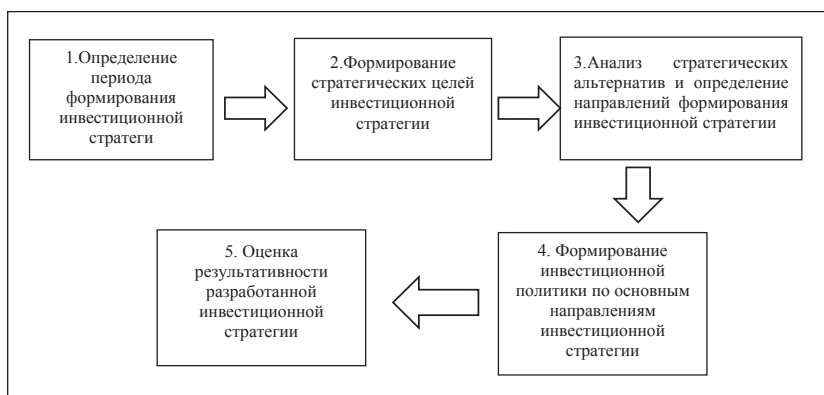 1.Определение
периода
формирования
инвестиционной
стратеги
2.Формирование
стратегических целей
инвестиционной
стратегии
3.Анализ стратегических
альтернатив и определение
направлений формирования
инвестиционной стратегии
4. Формирование
инвестиционной
политики по основным
направлениям
инвестиционной
стратегии
5. Оценка
результативности
разработанной
инвестиционной
стратегии